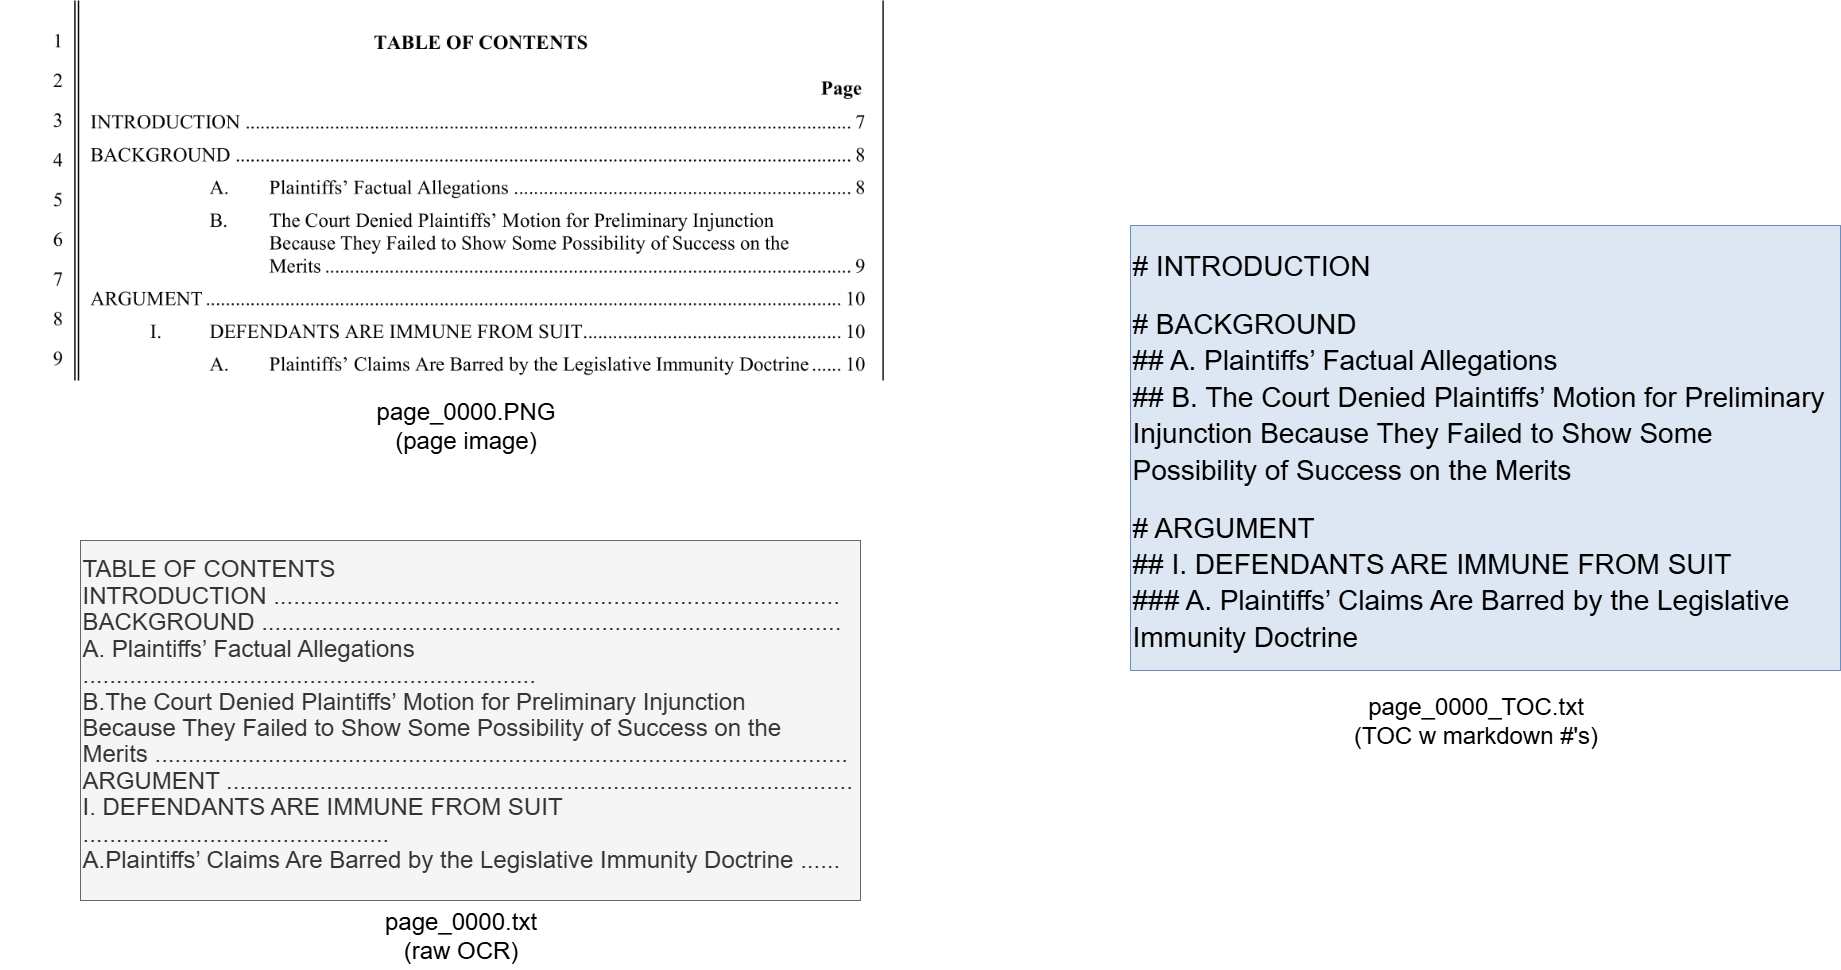 1 TABLE OF CONTENTS
2 Page
3 INTRODUCTION ........................................................................................................ 7
4 BACKGROUND .......................................................................................................... 8
A. Plaintiffs’ Factual Allegations .......................................................... 8
5
B. The Court Denied Plaintiffs’ Motion for Preliminary Injunction
6 Because They Failed to Show Some Possibility of Success on the
Merits .......................................................................................... 9
7
ARGUMENT ............................................................................................................. 10
8
I. DEFENDANTS ARE IMMUNE FROM SUIT............................................ 10
9 A. Plaintiffs’ Claims Are Barred by the Legislative Immunity Doctrine ...... 10
page_0000.PNG
(page image)
TABLE OF CONTENTS
INTRODUCTION .....................................................................................
BACKGROUND .......................................................................................
A. Plaintiffs’ Factual Allegations
....................................................................
B.The Court Denied Plaintiffs’ Motion for Preliminary Injunction
Because They Failed to Show Some Possibility of Success on the
Merits ........................................................................................................
ARGUMENT ..............................................................................................
I. DEFENDANTS ARE IMMUNE FROM SUIT
..............................................
A.Plaintiffs’ Claims Are Barred by the Legislative Immunity Doctrine ......
page_0000.txt
(raw OCR)
# INTRODUCTION
# BACKGROUND
## A. Plaintiffs’ Factual Allegations
## B. The Court Denied Plaintiffs’ Motion for Preliminary
Injunction Because They Failed to Show Some
Possibility of Success on the Merits
# ARGUMENT
## I. DEFENDANTS ARE IMMUNE FROM SUIT
### A. Plaintiffs’ Claims Are Barred by the Legislative
Immunity Doctrine
page_0000_TOC.txt
(TOC w markdown #'s)